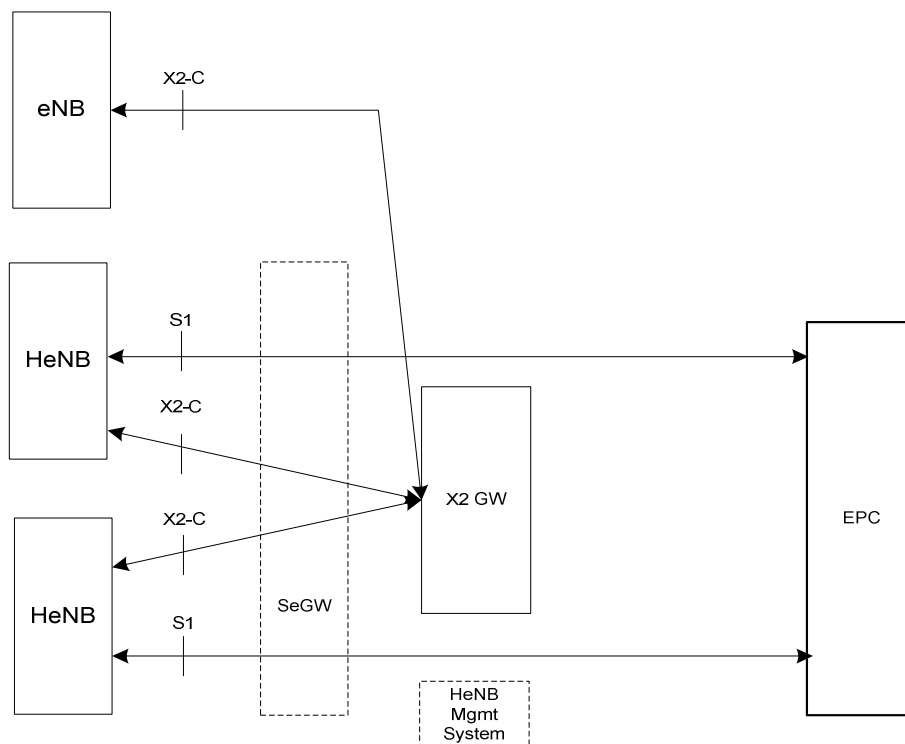 X2-C
eNB
S1
HeNB
X2-C
X2 GW
X2-C
EPC
SeGW
HeNB
S1
HeNB
Mgmt
System